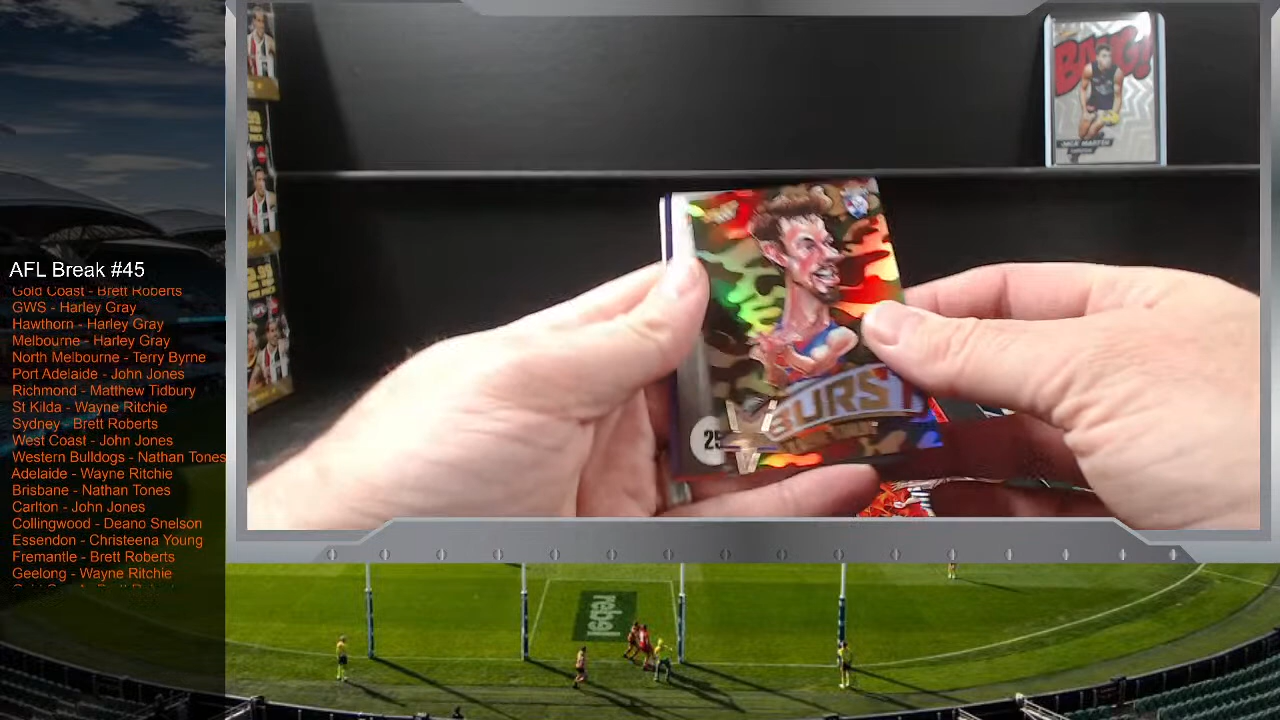 AFL Break #45
Gold Coast - Brett Roberts
GWS - Harley Gray
Hawthorn - Harley Gray
Melbourne - Harley Gray
North Melbourne - Terry Byrne
Port Adelaide - John Jones
Richmond - Matthew Tidbury
St Kilda - Wayne Ritchie
Sydney - Brett Roberts
West Coast - John Jones
Western Bulldogs - Nathan Tones
Adelaide - Wayne Ritchie
Brisbane - Nathan Tones
Carlton - John Jones
Collingwood - Deano Snelson
Essendon - Christeena Young
Fremantle - Brett Roberts
Geelong - Wayne Ritchie
BANG!
JACK MARTIN
BURST
25
rebel